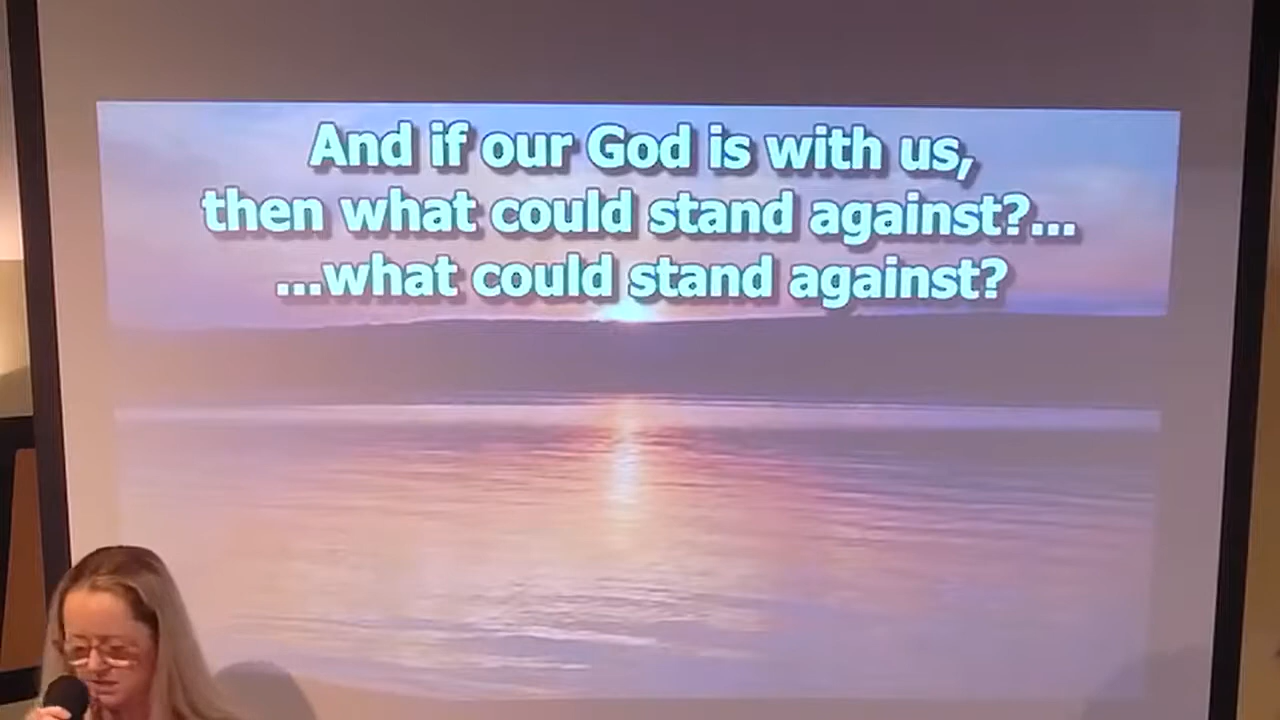 And if our God is with us,
then what could stand against?...
...what could stand against?